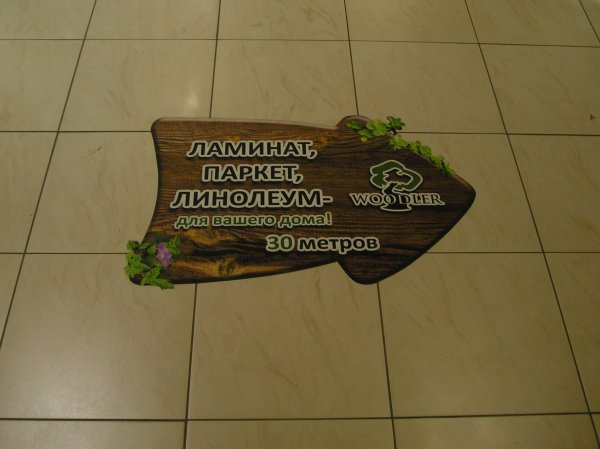 ЛАМИНАТ,
ПАРКЕТ,
ЛИНОЛЕУМ-
для вашего дома!
30 метров
WOODLER